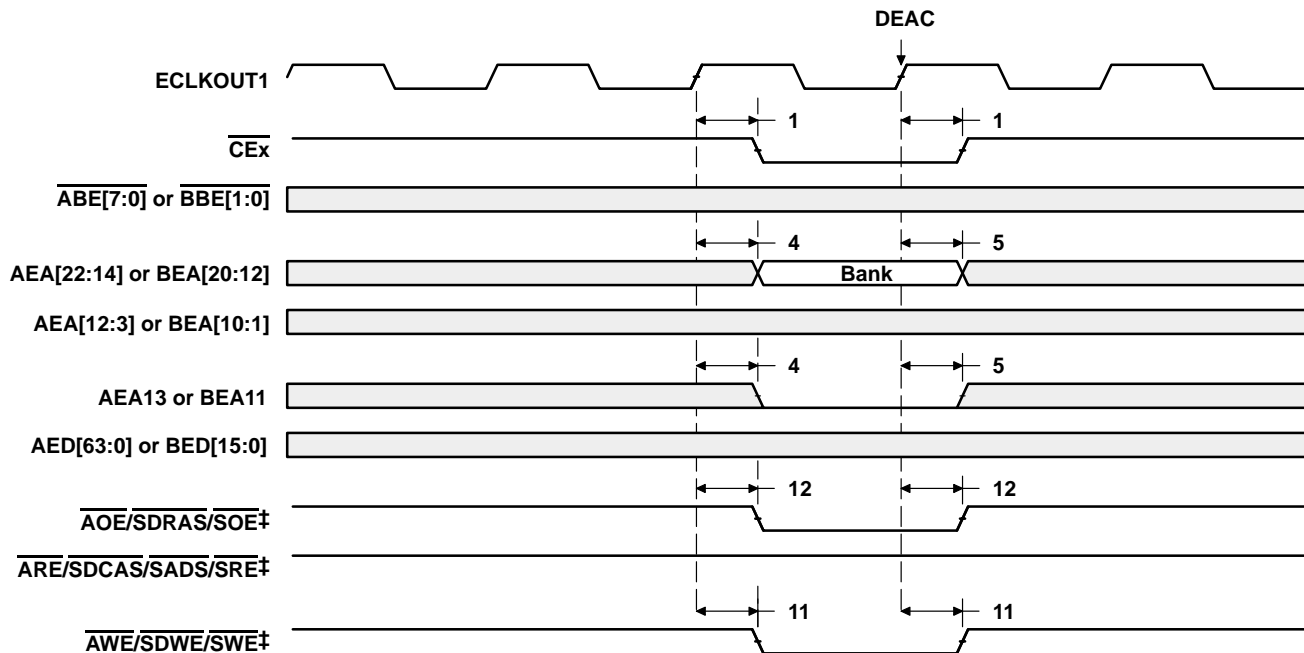 DEAC
ECLKOUT1
1 1
CEx
ABE[7:0] or BBE[1:0]
4 5
AEA[22:14] or BEA[20:12] Bank
AEA[12:3] or BEA[10:1]
4 5
AEA13 or BEA11
AED[63:0] or BED[15:0]
12 12
AOE/SDRAS/SOE‡
ARE/SDCAS/SADS/SRE‡
11 11
AWE/SDWE/SWE‡